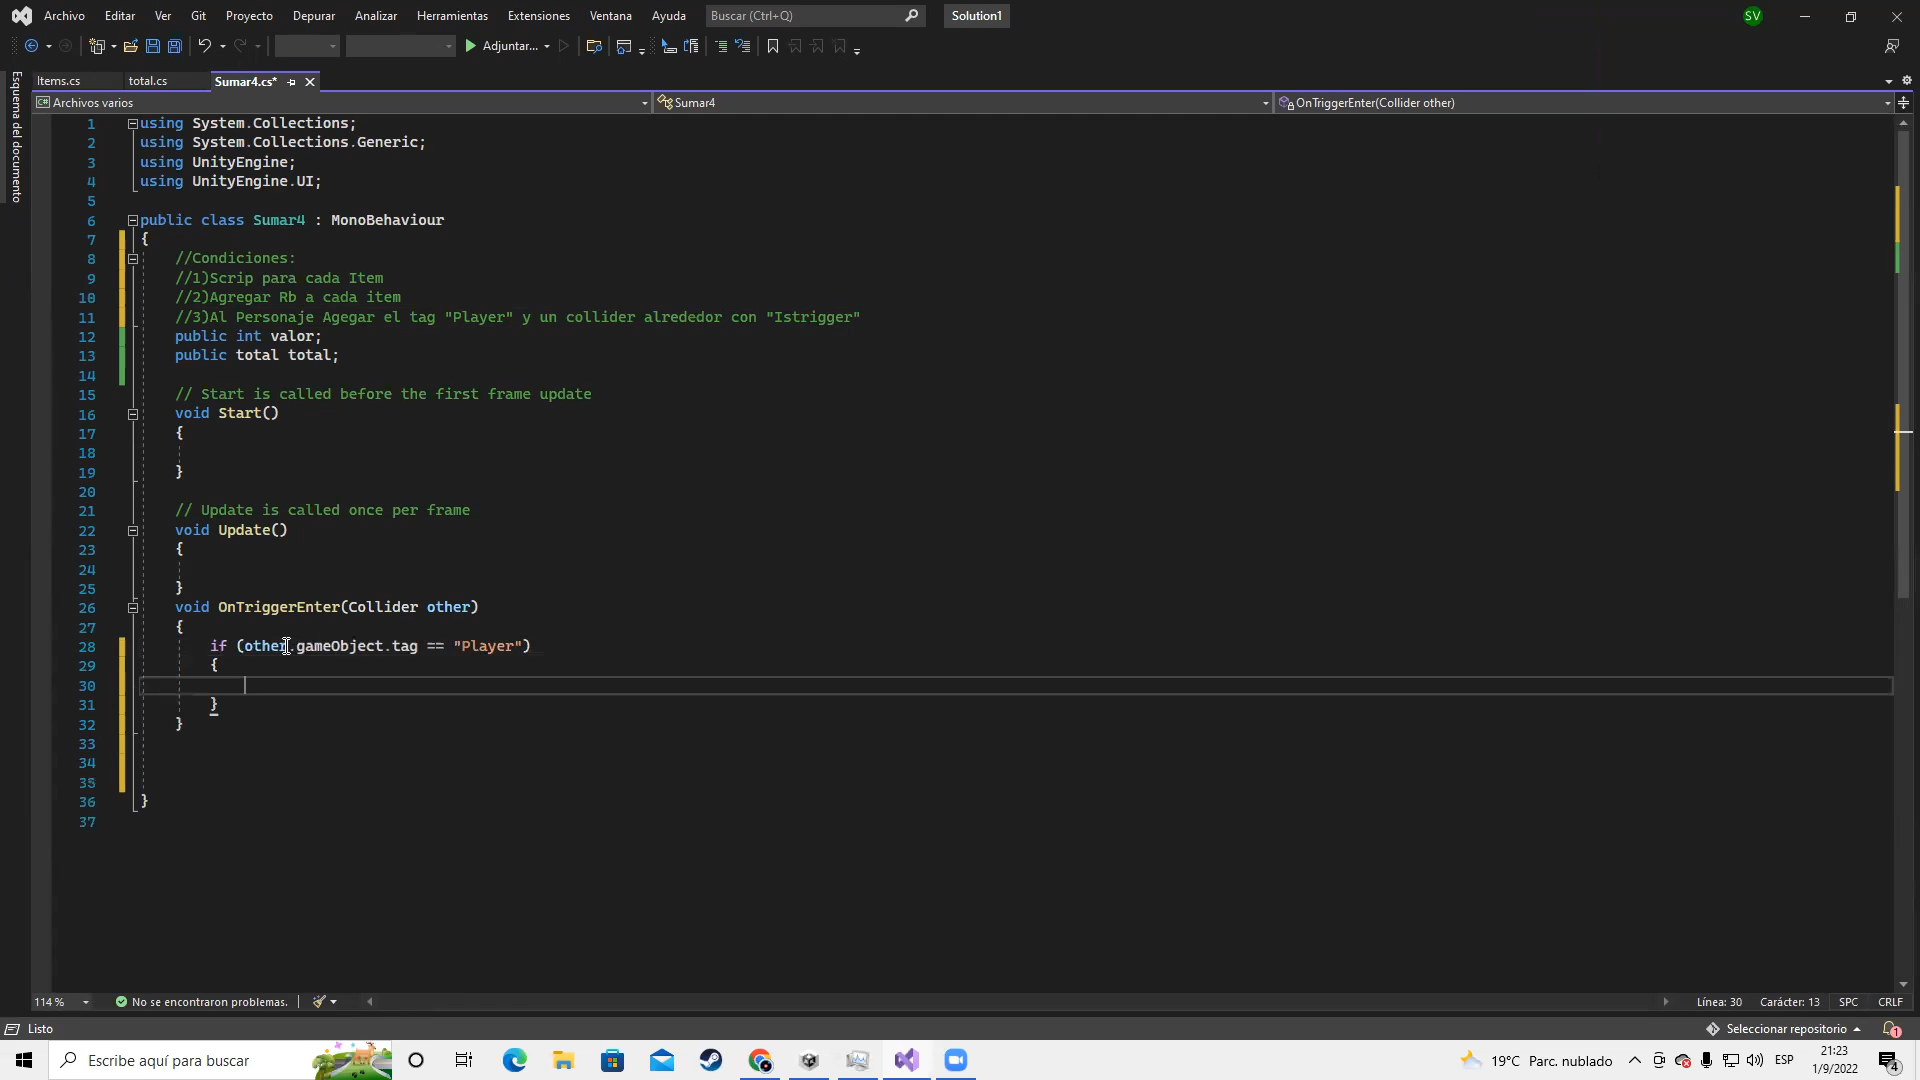 Archivo Editar Ver Git Proyecto Depurar Analizar Herramientas Extensiones Ventana Ayuda Buscar (Ctrl+Q) Solution1 SV
Adjuntar...
Esquema del documento
Items.cs total.cs Sumar4.cs*
C# Archivos varios Sumar4 OnTriggerEnter(Collider other)
1 using System.Collections;
2 using System.Collections.Generic;
3 using UnityEngine;
4 using UnityEngine.UI;
5
6 public class Sumar4 : MonoBehaviour
7 {
8 //Condiciones:
9 //1)Scrip para cada Item
10 //2)Agregar Rb a cada item
11 //3)Al Personaje Agegar el tag "Player" y un collider alrededor con "Istrigger"
12 public int valor;
13 public total total;
14
15 // Start is called before the first frame update
16 void Start()
17 {
18
19 }
20
21 // Update is called once per frame
22 void Update()
23 {
24
25 }
26 void OnTriggerEnter(Collider other)
27 {
28 if (other.gameObject.tag == "Player")
29 {
30
31 }
32 }
33
34
35
36 }
37
114 % No se encontraron problemas. Línea: 30 Carácter: 13 SPC CRLF
Listo Seleccionar repositorio 1
Escribe aquí para buscar 19°C Parc. nublado ESP 21:23
1/9/2022 4